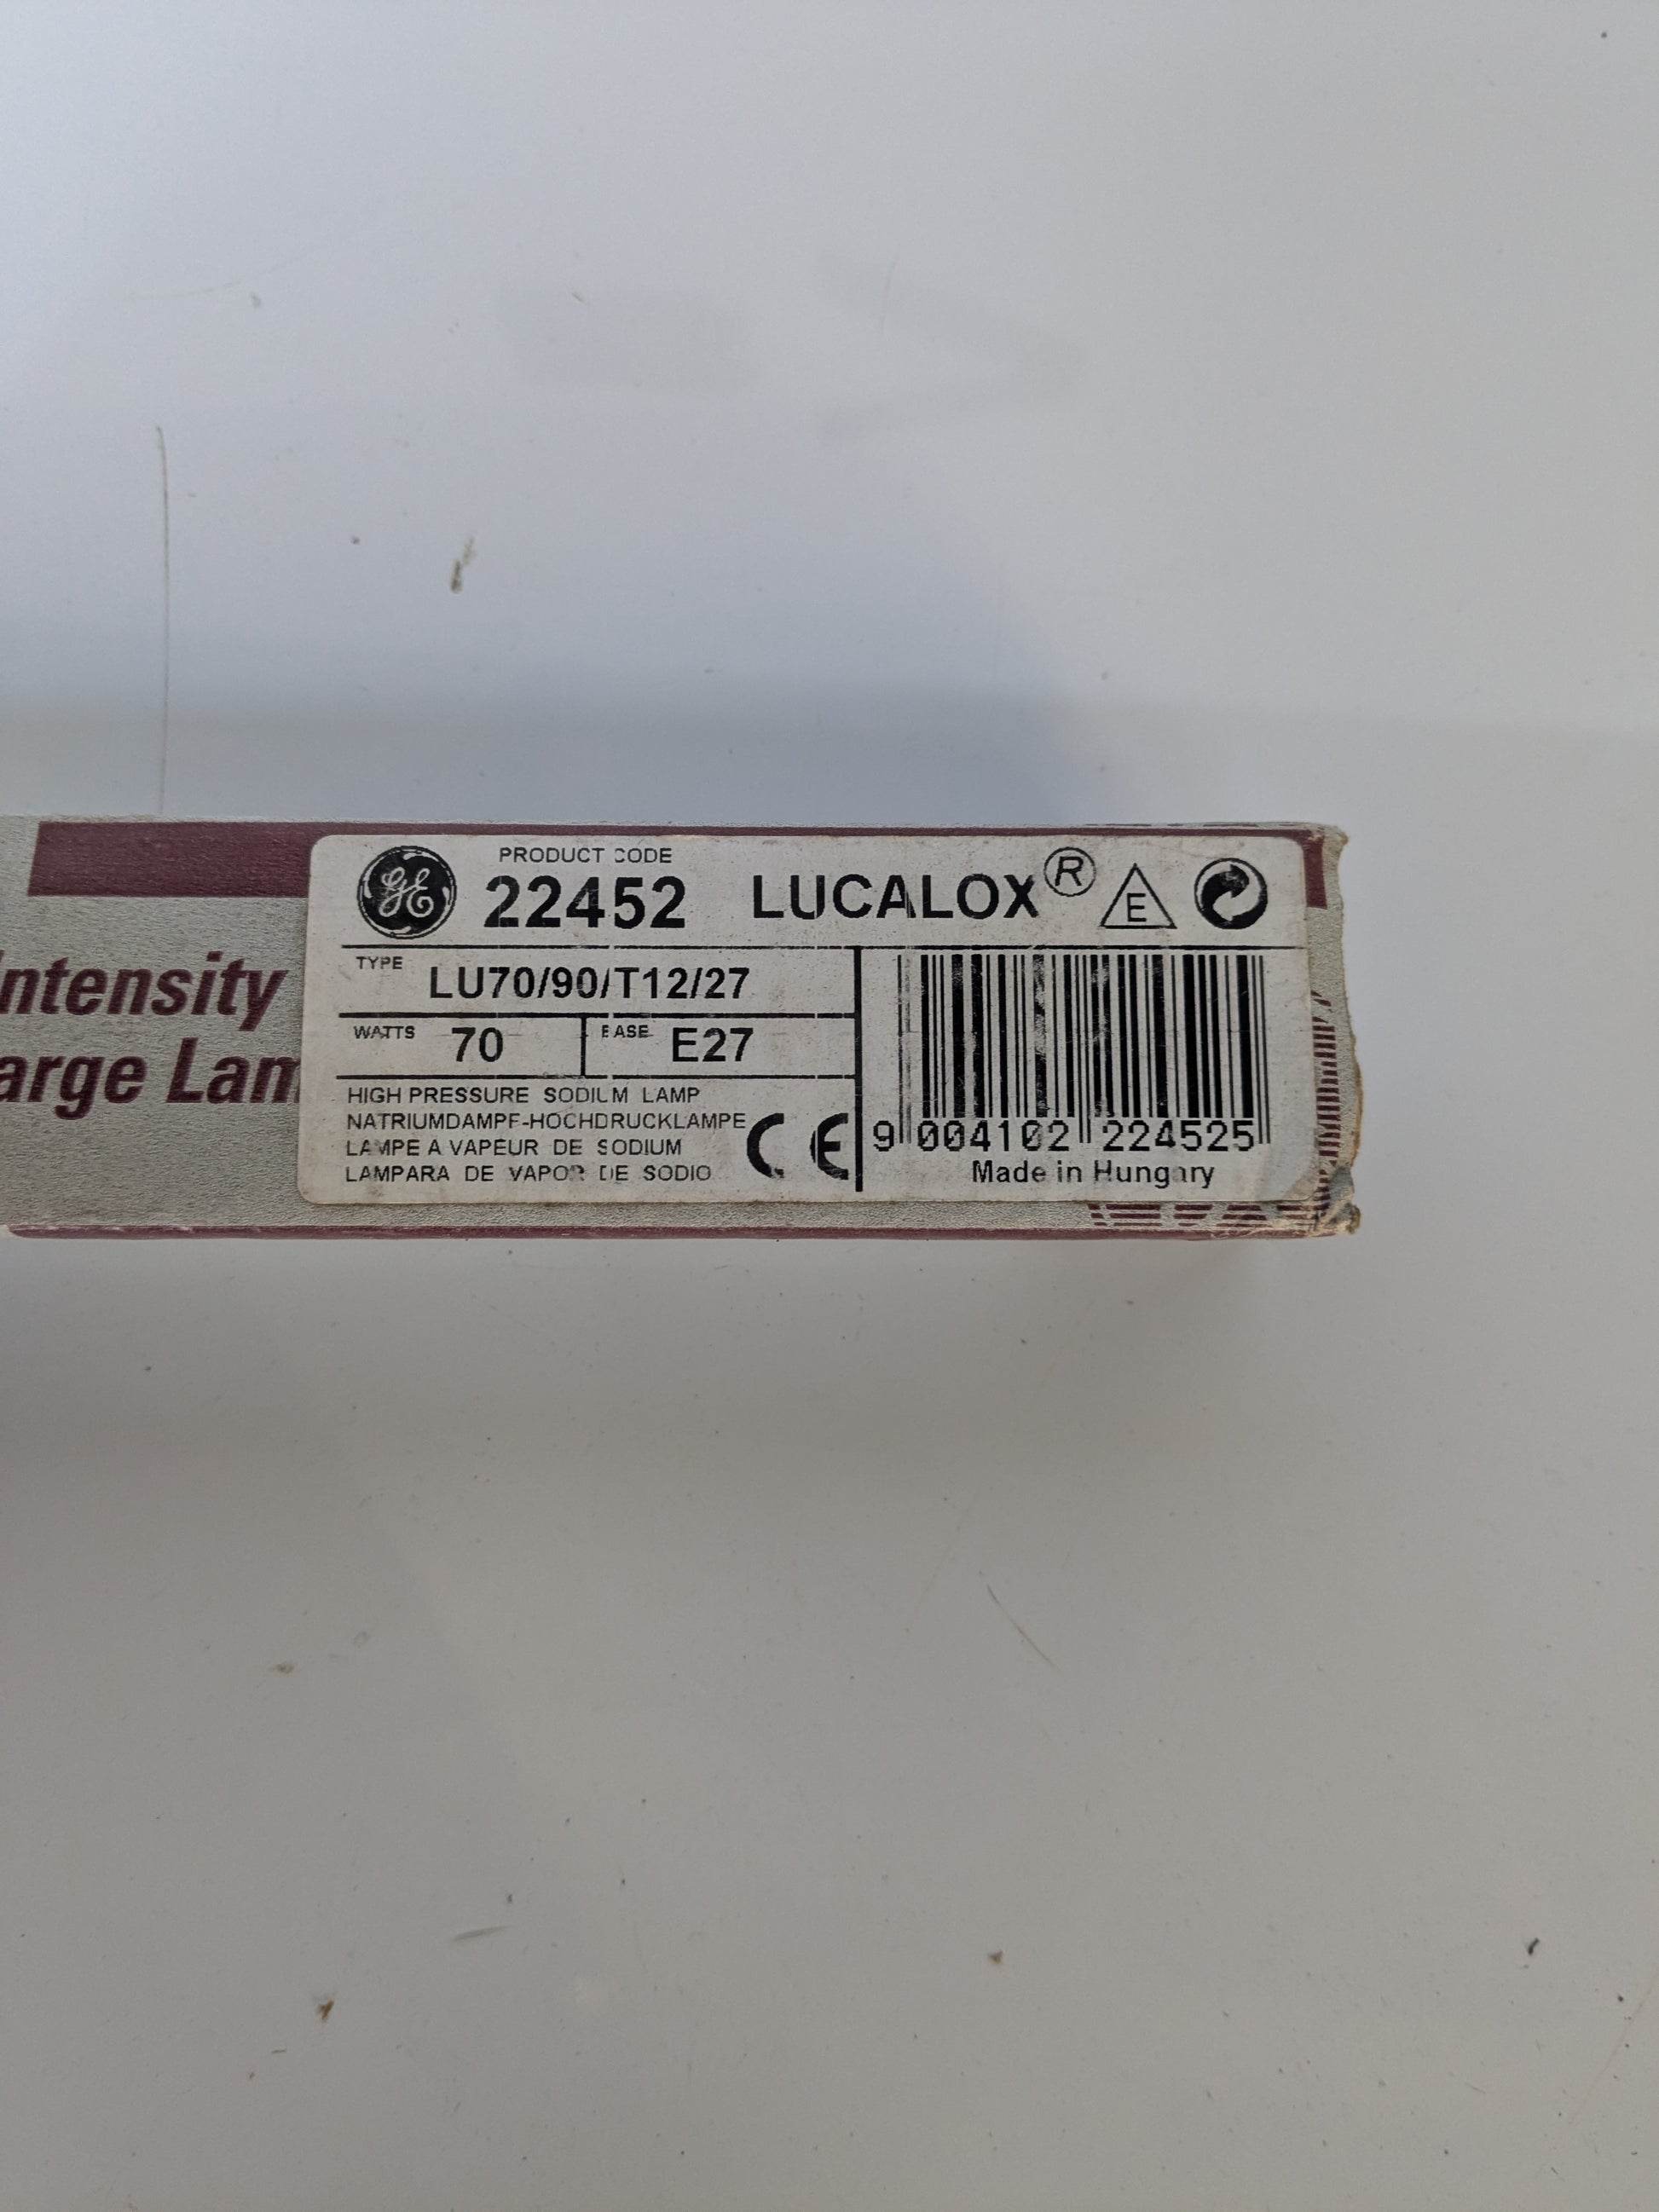 PRODUCT CODE
22452 LUCALOX®
E
TYPE LU70/90/T12/27
WATTS 70 BASE E27
HIGH PRESSURE SODIUM LAMP
NATRIUMDAMPF-HOCHDRUCKLAMPE
LAMPE A VAPEUR DE SODIUM
LAMPARA DE VAPOR DE SODIO
CE
9 004102 224525
Made in Hungary
GE
ntensity
arge Lam